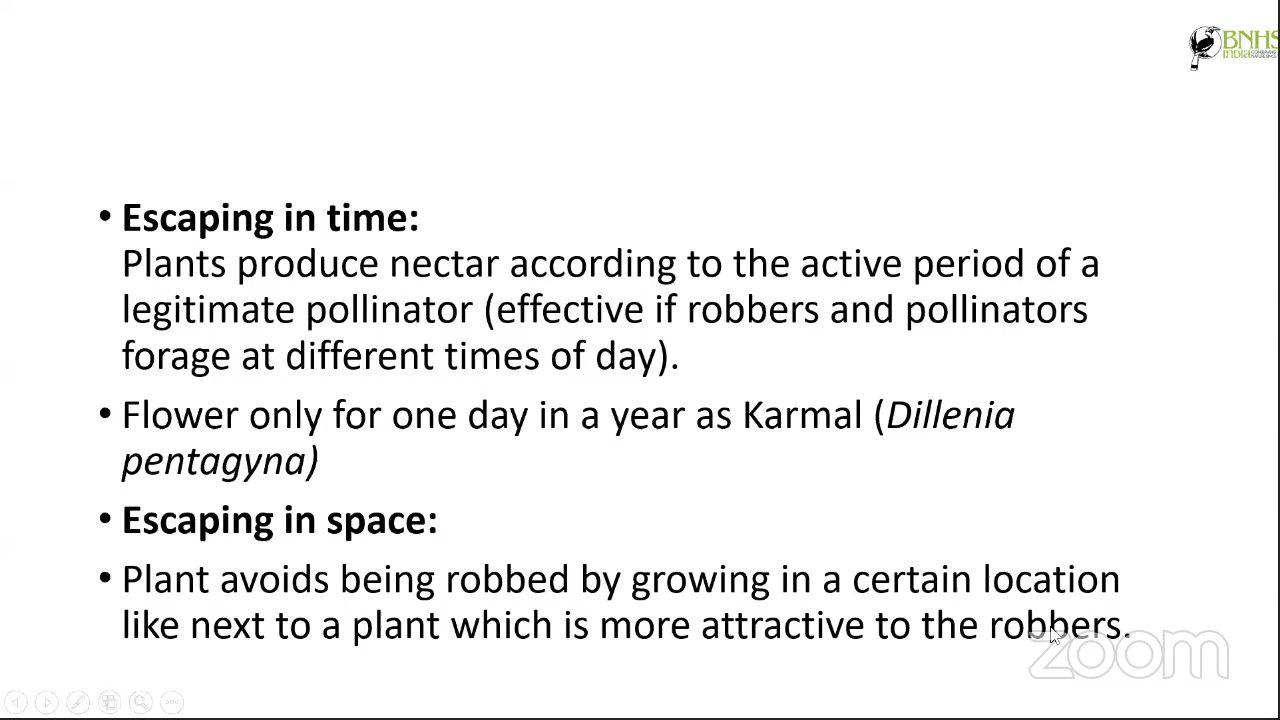 BNHS
INDIA
• Escaping in time:
Plants produce nectar according to the active period of a
legitimate pollinator (effective if robbers and pollinators
forage at different times of day).
• Flower only for one day in a year as Karmal (Dillenia
pentagyna)
• Escaping in space:
• Plant avoids being robbed by growing in a certain location
like next to a plant which is more attractive to the robbers.
zoom